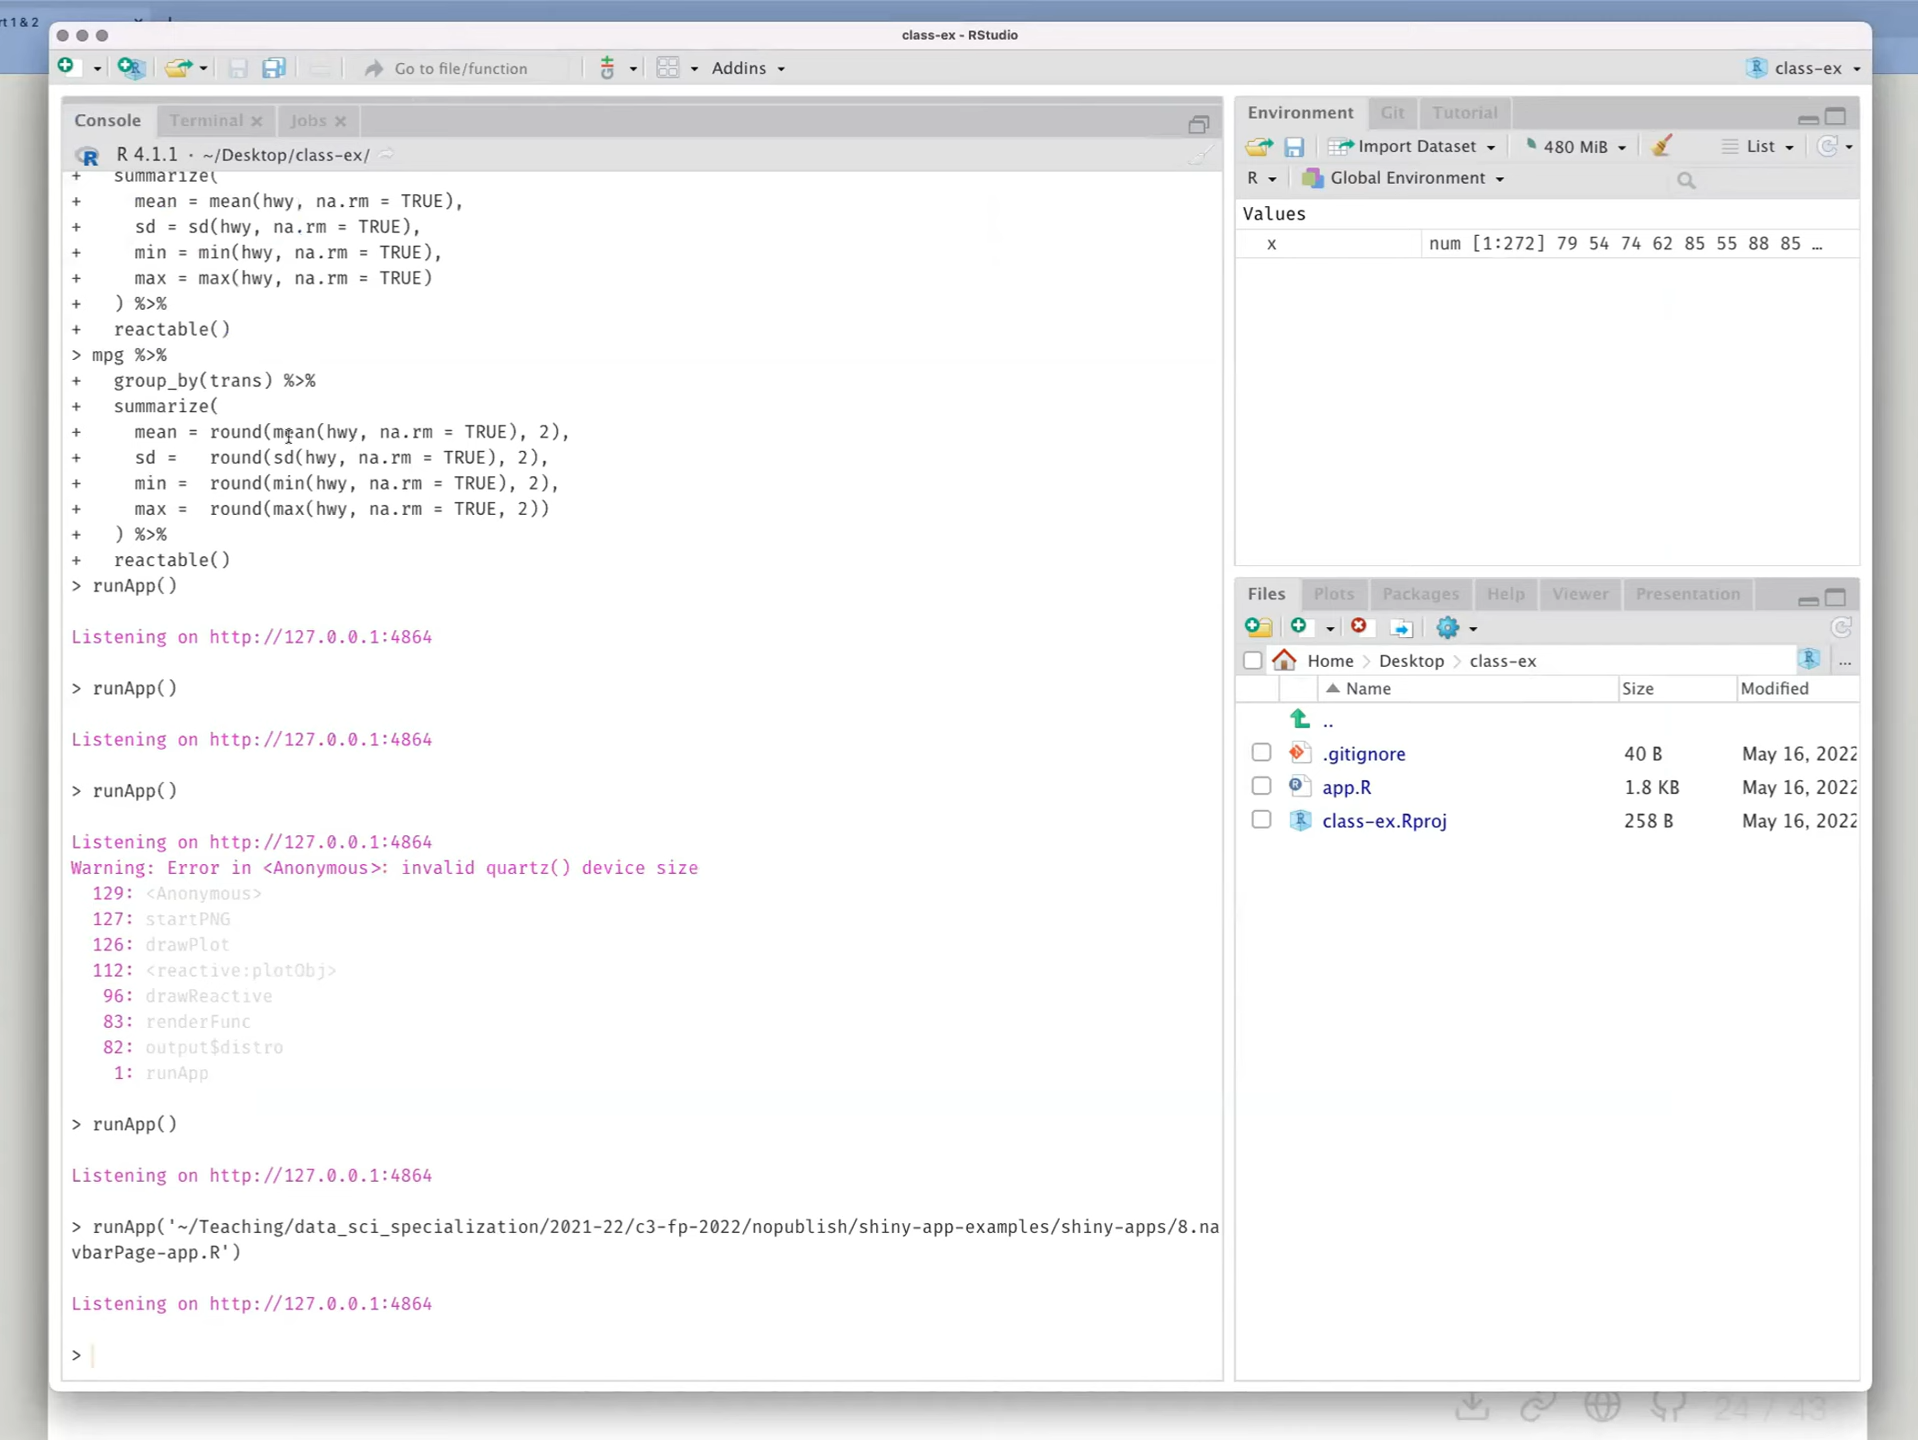 rt 1 & 2
class-ex - RStudio
Go to file/function
Addins
class-ex
Console
Terminal
Jobs
R 4.1.1 · ~/Desktop/class-ex/
+   summarize(
+     mean = mean(hwy, na.rm = TRUE),
+     sd = sd(hwy, na.rm = TRUE),
+     min = min(hwy, na.rm = TRUE),
+     max = max(hwy, na.rm = TRUE)
+   ) %>%
+   reactable()
> mpg %>%
+   group_by(trans) %>%
+   summarize(
+     mean = round(mean(hwy, na.rm = TRUE), 2),
+     sd =   round(sd(hwy, na.rm = TRUE), 2),
+     min =  round(min(hwy, na.rm = TRUE), 2),
+     max =  round(max(hwy, na.rm = TRUE, 2))
+   ) %>%
+   reactable()
> runApp()
Listening on http://127.0.0.1:4864
> runApp()
Listening on http://127.0.0.1:4864
> runApp()
Listening on http://127.0.0.1:4864
Warning: Error in <Anonymous>: invalid quartz() device size
129: <Anonymous>
127: startPNG
126: drawPlot
112: <reactive:plotObj>
96: drawReactive
83: renderFunc
82: output$distro
1: runApp
> runApp()
Listening on http://127.0.0.1:4864
> runApp('~/Teaching/data_sci_specialization/2021-22/c3-fp-2022/nopublish/shiny-app-examples/shiny-apps/8.na
vbarPage-app.R')
Listening on http://127.0.0.1:4864
>
Environment
Git
Tutorial
Import Dataset
480 MiB
List
R
Global Environment
Values
x
num [1:272] 79 54 74 62 85 55 88 85 …
Files
Plots
Packages
Help
Viewer
Presentation
Home
Desktop
class-ex
...
Name
Size
Modified
..
.gitignore
40 B
May 16, 2022
app.R
1.8 KB
May 16, 2022
class-ex.Rproj
258 B
May 16, 2022
24 / 43